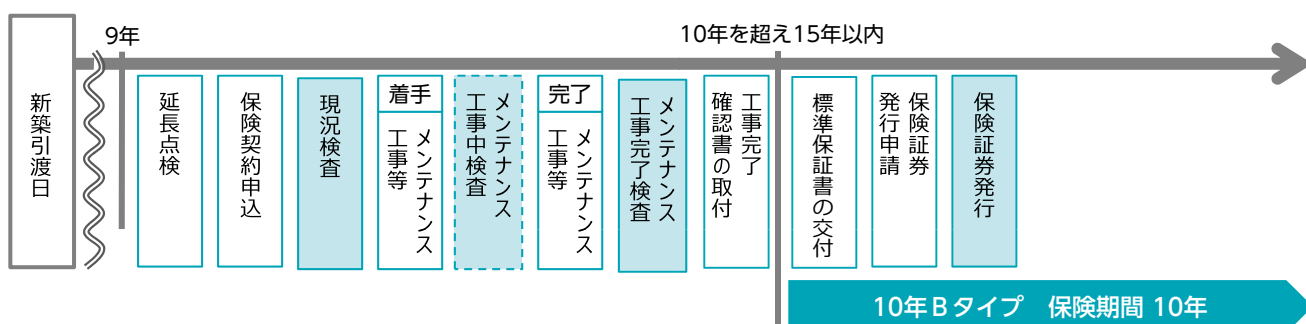 9年
10年を超え15年以内
新築引渡日
延長点検
保険契約申込
現況検査
着手
メンテナンス
工事等
メンテナンス
工事中検査
完了
メンテナンス
工事等
メンテナンス
工事完了検査
工事完了
確認書の取付
標準保証書の交付
保険証券
発行申請
保険証券発行
10年Bタイプ 保険期間 10年